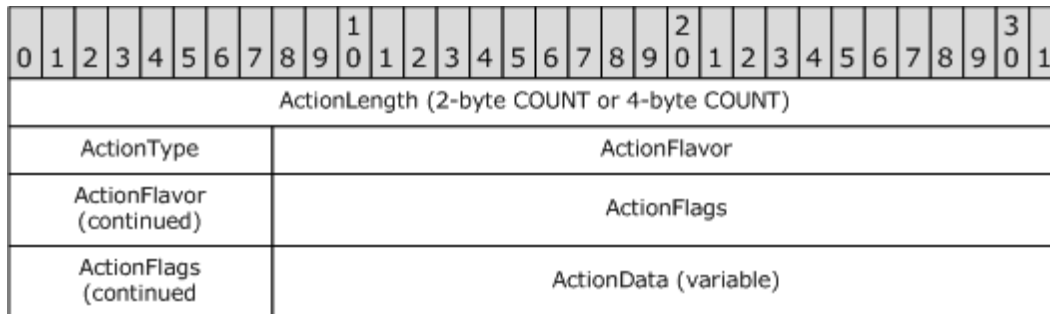 1 2 3
0 1 2 3 4 5 6 7 8 9 0 1 2 3 4 5 6 7 8 9 0 1 2 3 4 5 6 7 8 9 0 1
ActionLength (2-byte COUNT or 4-byte COUNT)
ActionType ActionFlavor
ActionFlavor
(continued)
ActionFlags
ActionFlags
(continued
ActionData (variable)